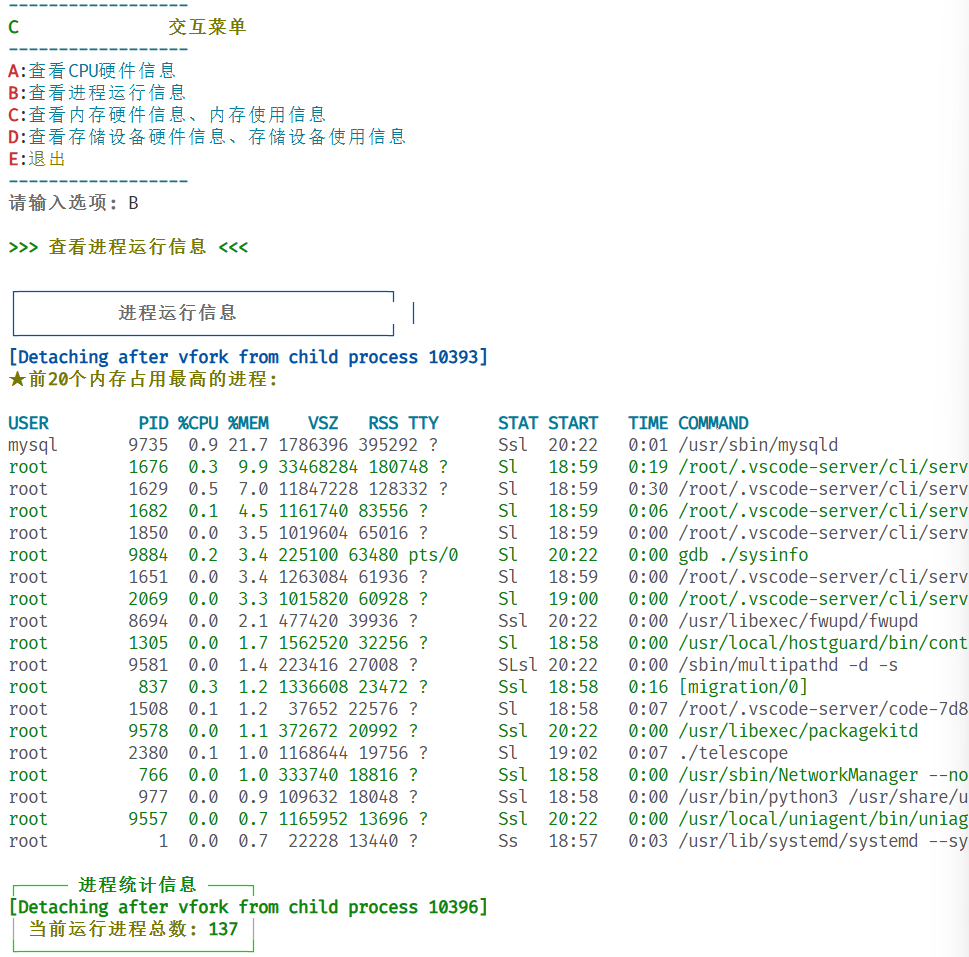 ------------------
C 交互菜单
------------------
A:查看CPU硬件信息
B:查看进程运行信息
C:查看内存硬件信息、内存使用信息
D:查看存储设备硬件信息、存储设备使用信息
E:退出
------------------
请输入选项: B
>>> 查看进程运行信息 <<<
进程运行信息
[Detaching after vfork from child process 10393]
★前20个内存占用最高的进程:
USER PID %CPU %MEM VSZ RSS TTY STAT START TIME COMMAND
mysql 9735 0.9 21.7 1786396 395292 ? Ssl 20:22 0:01 /usr/sbin/mysqld
root 1676 0.3 9.9 33468284 180748 ? Sl 18:59 0:19 /root/.vscode-server/cli/serv
root 1629 0.5 7.0 11847228 128332 ? Sl 18:59 0:30 /root/.vscode-server/cli/serv
root 1682 0.1 4.5 1161740 83556 ? Sl 18:59 0:06 /root/.vscode-server/cli/serv
root 1850 0.0 3.5 1019604 65016 ? Sl 18:59 0:00 /root/.vscode-server/cli/serv
root 9884 0.2 3.4 225100 63480 pts/0 Sl 20:22 0:00 gdb ./sysinfo
root 1651 0.0 3.4 1263084 61936 ? Sl 18:59 0:00 /root/.vscode-server/cli/serv
root 2069 0.0 3.3 1015820 60928 ? Sl 19:00 0:00 /root/.vscode-server/cli/serv
root 8694 0.0 2.1 477420 39936 ? Ssl 20:22 0:00 /usr/libexec/fwupd/fwupd
root 1305 0.0 1.7 1562520 32256 ? Sl 18:58 0:00 /usr/local/hostguard/bin/cont
root 9581 0.0 1.4 223416 27008 ? SLsl 20:22 0:00 /sbin/multipathd -d -s
root 837 0.3 1.2 1336608 23472 ? Ssl 18:58 0:16 [migration/0]
root 1508 0.1 1.2 37652 22576 ? Sl 18:58 0:07 /root/.vscode-server/code-7d8
root 9578 0.0 1.1 372672 20992 ? Ssl 20:22 0:00 /usr/libexec/packagekitd
root 2380 0.1 1.0 1168644 19756 ? Sl 19:02 0:07 ./telescope
root 766 0.0 1.0 333740 18816 ? Ssl 18:58 0:00 /usr/sbin/NetworkManager --no
root 977 0.0 0.9 109632 18048 ? Ssl 18:58 0:00 /usr/bin/python3 /usr/share/u
root 9557 0.0 0.7 1165952 13696 ? Ssl 20:22 0:00 /usr/local/uniagent/bin/uniag
root 1 0.0 0.7 22228 13440 ? Ss 18:57 0:03 /usr/lib/systemd/systemd --sy
进程统计信息
[Detaching after vfork from child process 10396]
当前运行进程总数: 137